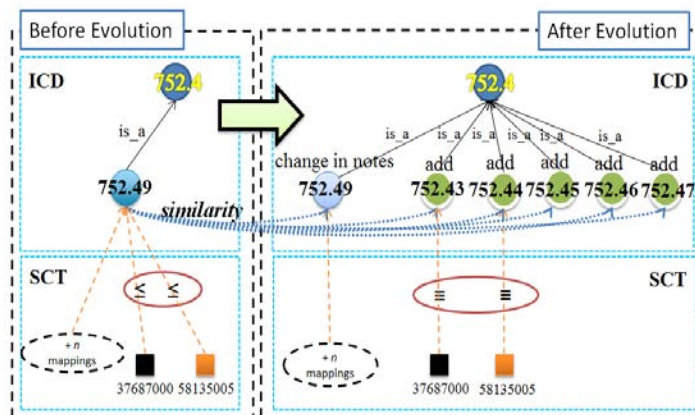 Before Evolution
After Evolution
ICD
752.4
is_a
752.49
similarity
SCT
≤ ≤
+ n
mappings
37687000
58135005
752.4
ICD
is_a is_a is_a is_a is_a is_a
change in notes add add add add add
752.49 752.43 752.44 752.45 752.46 752.47
SCT
≡ ≡
+ n
mappings
37687000
58135005